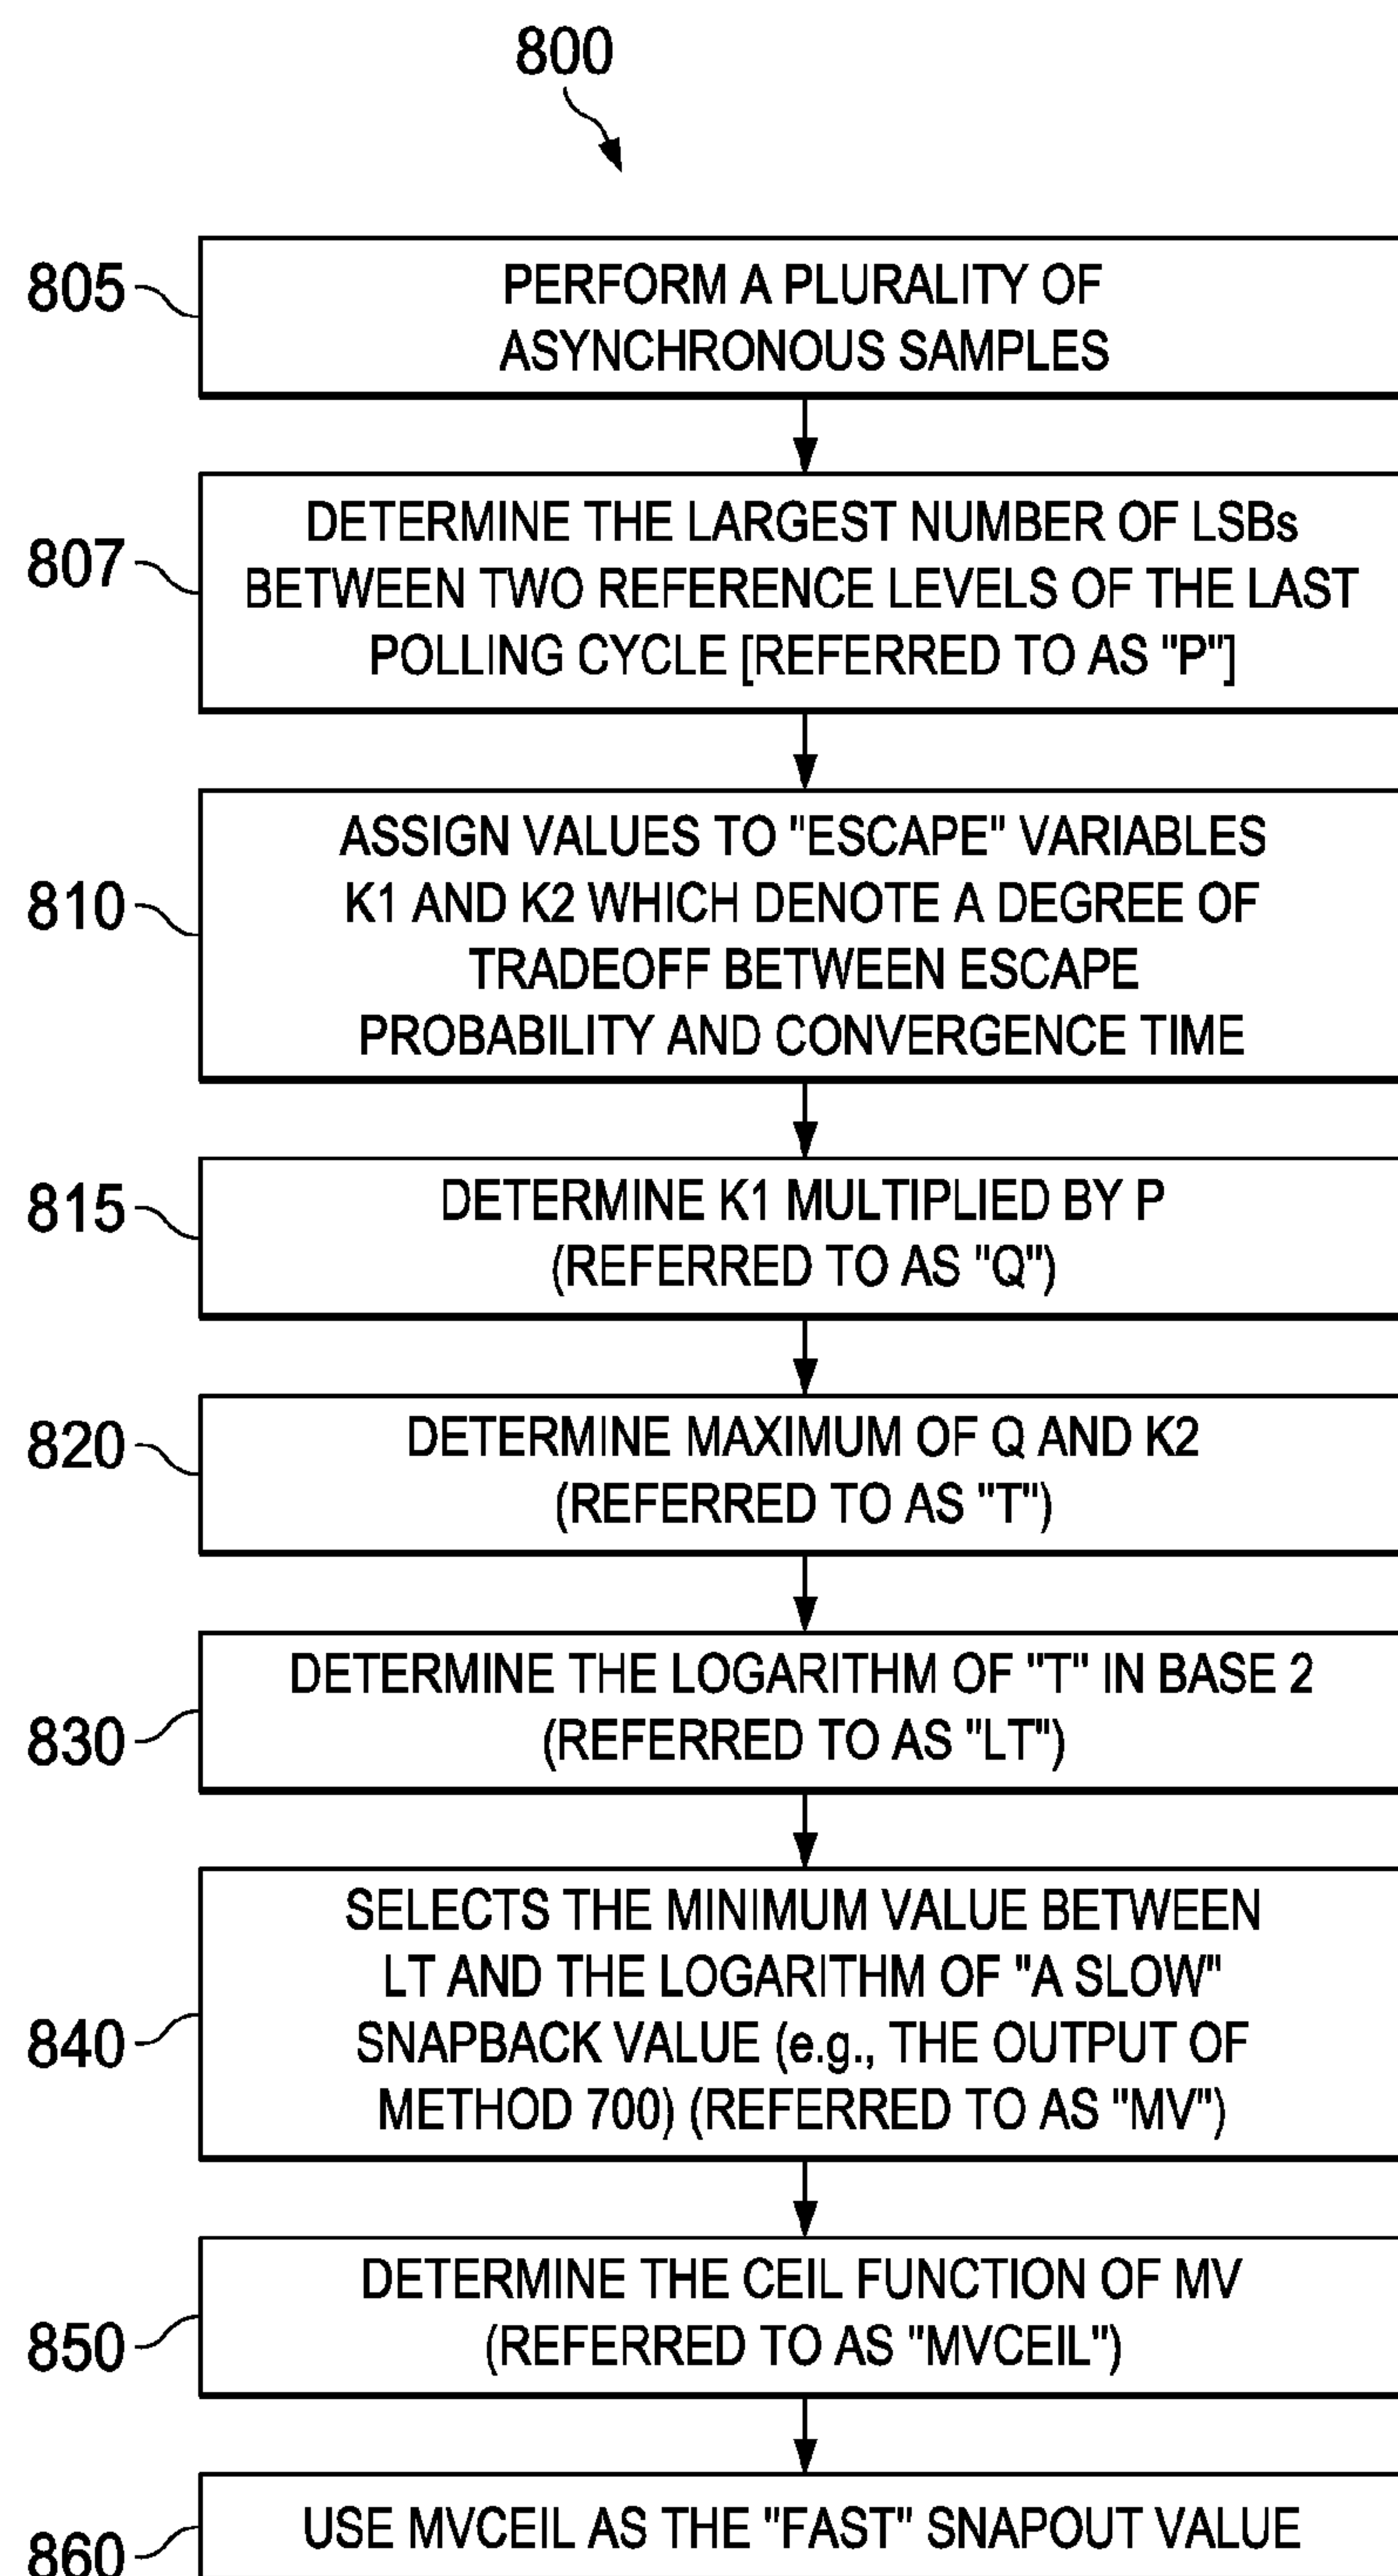 800
805
PERFORM A PLURALITY OF
ASYNCHRONOUS SAMPLES
807
DETERMINE THE LARGEST NUMBER OF LSBs
BETWEEN TWO REFERENCE LEVELS OF THE LAST
POLLING CYCLE [REFERRED TO AS "P"]
810
ASSIGN VALUES TO "ESCAPE" VARIABLES
K1 AND K2 WHICH DENOTE A DEGREE OF
TRADEOFF BETWEEN ESCAPE
PROBABILITY AND CONVERGENCE TIME
815
DETERMINE K1 MULTIPLIED BY P
(REFERRED TO AS "Q")
820
DETERMINE MAXIMUM OF Q AND K2
(REFERRED TO AS "T")
830
DETERMINE THE LOGARITHM OF "T" IN BASE 2
(REFERRED TO AS "LT")
840
SELECTS THE MINIMUM VALUE BETWEEN
LT AND THE LOGARITHM OF "A SLOW"
SNAPBACK VALUE (e.g., THE OUTPUT OF
METHOD 700) (REFERRED TO AS "MV")
850
DETERMINE THE CEIL FUNCTION OF MV
(REFERRED TO AS "MVCEIL")
860
USE MVCEIL AS THE "FAST" SNAPOUT VALUE